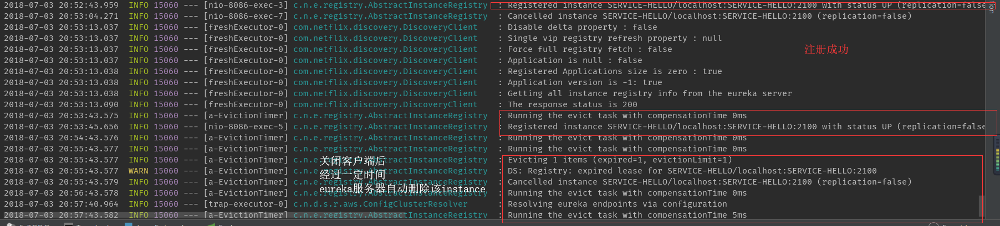 2018-07-03 20:52:43.959  INFO 15060 --- [nio-8086-exec-3] c.n.e.registry.AbstractInstanceRegistry  : Registered instance SERVICE-HELLO/localhost:SERVICE-HELLO:2100 with status UP (replication=false
2018-07-03 20:53:04.271  INFO 15060 --- [nio-8086-exec-7] c.n.e.registry.AbstractInstanceRegistry  : Cancelled instance SERVICE-HELLO/localhost:SERVICE-HELLO:2100 (replication=false)
2018-07-03 20:53:13.037  INFO 15060 --- [freshExecutor-0] com.netflix.discovery.DiscoveryClient    : Disable delta property : false
2018-07-03 20:53:13.037  INFO 15060 --- [freshExecutor-0] com.netflix.discovery.DiscoveryClient    : Single vip registry refresh property : null
2018-07-03 20:53:13.037  INFO 15060 --- [freshExecutor-0] com.netflix.discovery.DiscoveryClient    : Force full registry fetch : false
注册成功
2018-07-03 20:53:13.037  INFO 15060 --- [freshExecutor-0] com.netflix.discovery.DiscoveryClient    : Application is null : false
2018-07-03 20:53:13.038  INFO 15060 --- [freshExecutor-0] com.netflix.discovery.DiscoveryClient    : Registered Applications size is zero : true
2018-07-03 20:53:13.038  INFO 15060 --- [freshExecutor-0] com.netflix.discovery.DiscoveryClient    : Application version is -1: true
2018-07-03 20:53:13.038  INFO 15060 --- [freshExecutor-0] com.netflix.discovery.DiscoveryClient    : Getting all instance registry info from the eureka server
2018-07-03 20:53:13.090  INFO 15060 --- [freshExecutor-0] com.netflix.discovery.DiscoveryClient    : The response status is 200
2018-07-03 20:53:43.575  INFO 15060 --- [a-EvictionTimer] c.n.e.registry.AbstractInstanceRegistry  : Running the evict task with compensationTime 0ms
2018-07-03 20:53:45.656  INFO 15060 --- [nio-8086-exec-5] c.n.e.registry.AbstractInstanceRegistry  : Registered instance SERVICE-HELLO/localhost:SERVICE-HELLO:2100 with status UP (replication=false
2018-07-03 20:54:43.576  INFO 15060 --- [a-EvictionTimer] c.n.e.registry.AbstractInstanceRegistry  : Running the evict task with compensationTime 0ms
2018-07-03 20:55:43.577  INFO 15060 --- [a-EvictionTimer] c.n.e.registry.AbstractInstanceRegistry  : Running the evict task with compensationTime 0ms
2018-07-03 20:55:43.577  INFO 15060 --- [a-EvictionTimer] c.n.e.registry.AbstractInstanceRegistry  : Evicting 1 items (expired=1, evictionLimit=1)
关闭客户端后
2018-07-03 20:55:43.577  WARN 15060 --- [a-EvictionTimer] c.n.e.registry.AbstractInstanceRegistry  : DS: Registry: expired lease for SERVICE-HELLO/localhost:SERVICE-HELLO:2100
经过一定时间
2018-07-03 20:55:43.579  INFO 15060 --- [a-EvictionTimer] c.n.e.registry.AbstractInstanceRegistry  : Cancelled instance SERVICE-HELLO/localhost:SERVICE-HELLO:2100 (replication=false)
eureka服务器自动删除该instance
2018-07-03 20:56:43.578  INFO 15060 --- [a-EvictionTimer] c.n.e.registry.AbstractInstanceRegistry  : Running the evict task with compensationTime 0ms
2018-07-03 20:57:40.964  INFO 15060 --- [trap-executor-0] c.n.d.s.r.aws.ConfigClusterResolver      : Resolving eureka endpoints via configuration
2018-07-03 20:57:43.582  INFO 15060 --- [a-EvictionTimer] c.n.e.registry.AbstractInstanceRegistry  : Running the evict task with compensationTime 5ms